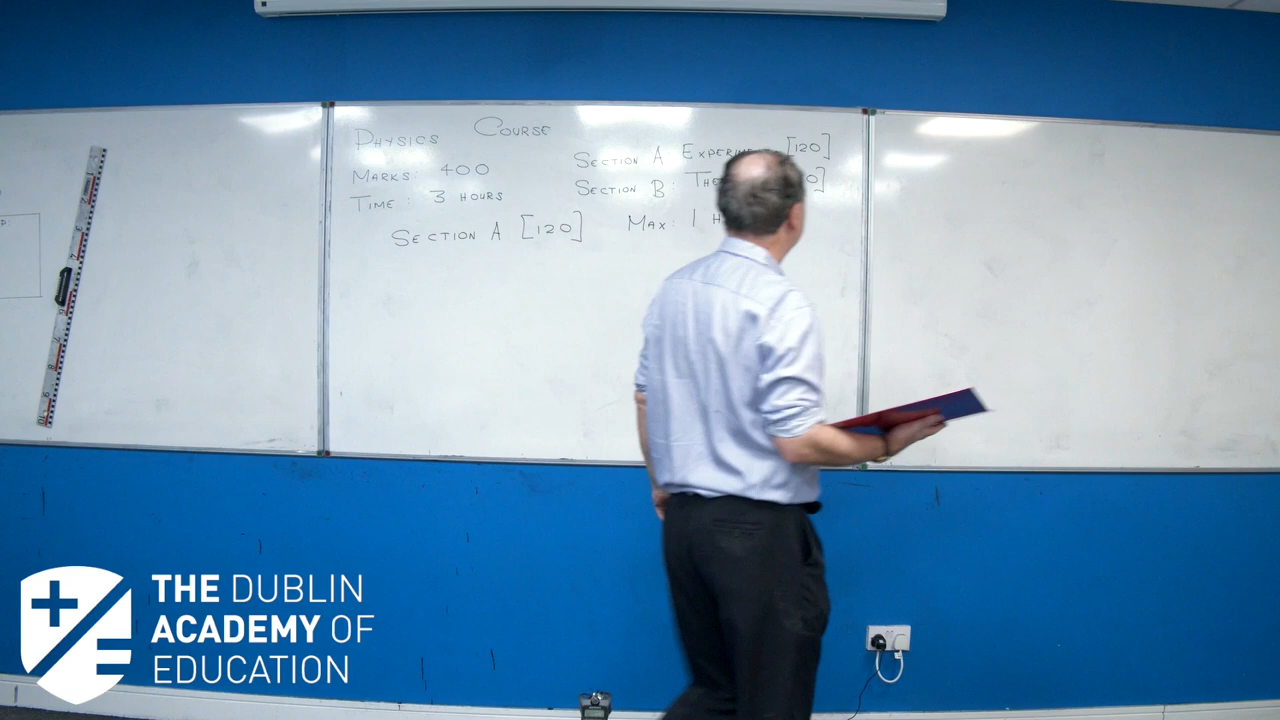 Physics Course
Marks: 400
Time: 3 hours
Section A [120]
Section A [120]
Section B:
Max: 1
THE DUBLIN
ACADEMY OF
EDUCATION